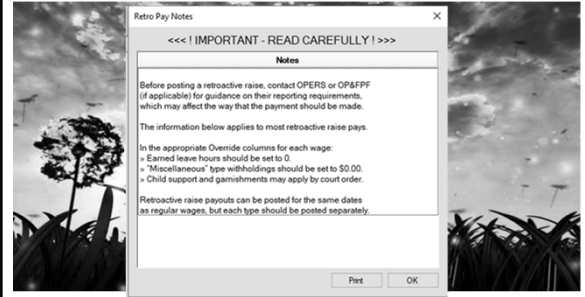 Retro Pay Notes
<<< ! IMPORTANT - READ CAREFULLY ! >>>
Notes
Before posting a retroactive raise, contact OPERS or OP&FPF
(if applicable) for guidance on their reporting requirements,
which may affect the way that the payment should be made.
The information below applies to most retroactive raise pays.
In the appropriate Override columns for each wage:
» Earned leave hours should be set to 0.
» "Miscellaneous" type withholdings should be set to $0.00.
» Child support and garnishments may apply by court order.
Retroactive raise payouts can be posted for the same dates
as regular wages, but each type should be posted separately.
Print OK